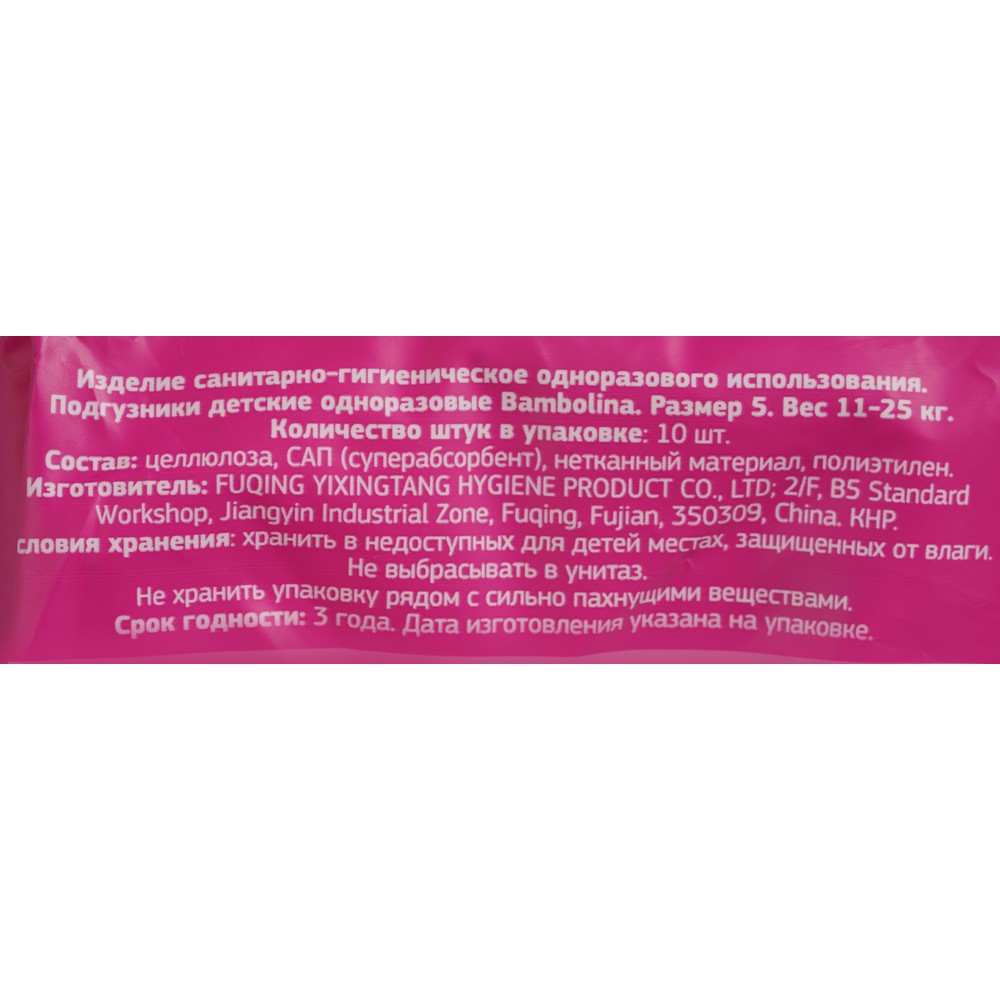 Изделие санитарно-гигиеническое одноразового использования.
Подгузники детские одноразовые Bambolina. Размер 5. Вес 11-25 кг.
Количество штук в упаковке: 10 шт.
Состав: целлюлоза, САП (суперабсорбент), нетканный материал, полиэтилен.
Изготовитель: FUQING YIXINGTANG HYGIENE PRODUCT CO., LTD; 2/F, B5 Standard
Workshop, Jiangyin Industrial Zone, Fuqing, Fujian, 350309, China. КНР.
словия хранения: хранить в недоступных для детей местах, защищенных от влаги.
Не выбрасывать в унитаз.
Не хранить упаковку рядом с сильно пахнущими веществами.
Срок годности: 3 года. Дата изготовления указана на упаковке.